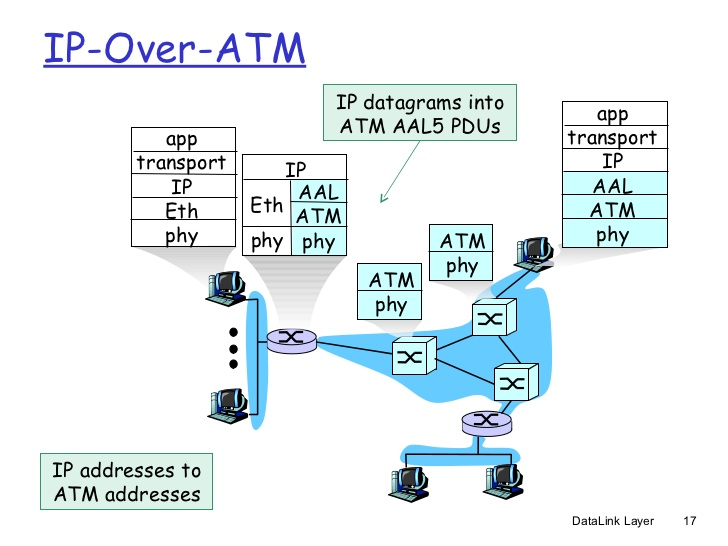 IP-Over-ATM
IP datagrams into
ATM AAL5 PDUs
app
transport
IP
Eth
phy
IP
Eth
AAL
ATM
phy
phy
ATM
phy
ATM
phy
app
transport
IP
AAL
ATM
phy
IP addresses to
ATM addresses
DataLink Layer 17